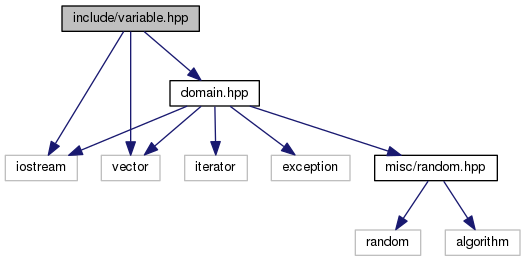 include/variable.hpp
domain.hpp
iostream
vector
iterator
exception
misc/random.hpp
random
algorithm